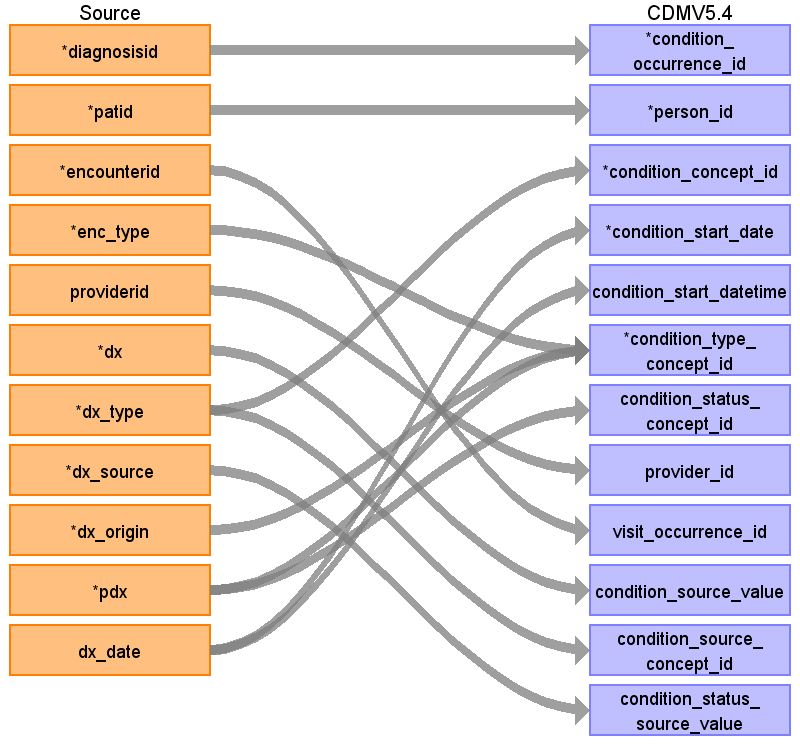 Source
CDMV5.4
*diagnosisid
*condition_
occurrence_id
*patid
*person_id
*encounterid
*condition_concept_id
*enc_type
*condition_start_date
providerid
condition_start_datetime
*dx
*condition_type_
concept_id
*dx_type
condition_status_
concept_id
*dx_source
provider_id
*dx_origin
visit_occurrence_id
*pdx
condition_source_value
dx_date
condition_source_
concept_id
condition_status_
source_value